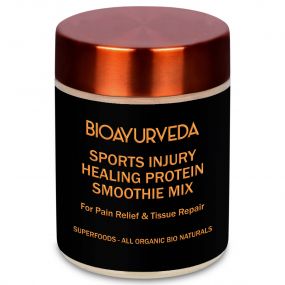 BIOAYURVEDA
SPORTS INJURY
HEALING PROTEIN
SMOOTHIE MIX
For Pain Relief & Tissue Repair
SUPERFOODS - ALL ORGANIC BIO NATURALS